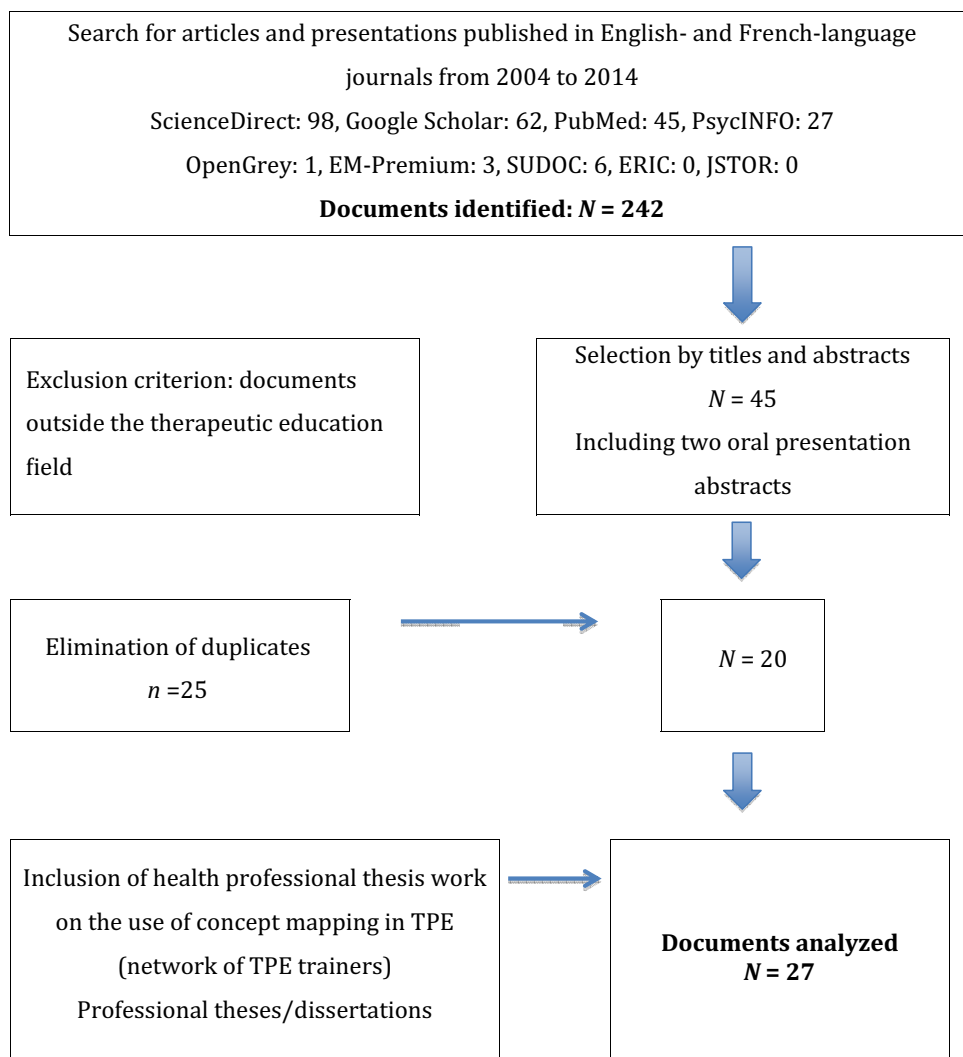 Search for articles and presentations published in English- and French-language
journals from 2004 to 2014
ScienceDirect: 98, Google Scholar: 62, PubMed: 45, PsycINFO: 27
OpenGrey: 1, EM-Premium: 3, SUDOC: 6, ERIC: 0, JSTOR: 0
Documents identified: N = 242
Exclusion criterion: documents
outside the therapeutic education
field
Selection by titles and abstracts
N = 45
Including two oral presentation
abstracts
Elimination of duplicates
n =25
N = 20
Inclusion of health professional thesis work
on the use of concept mapping in TPE
(network of TPE trainers)
Professional theses/dissertations
Documents analyzed
N = 27